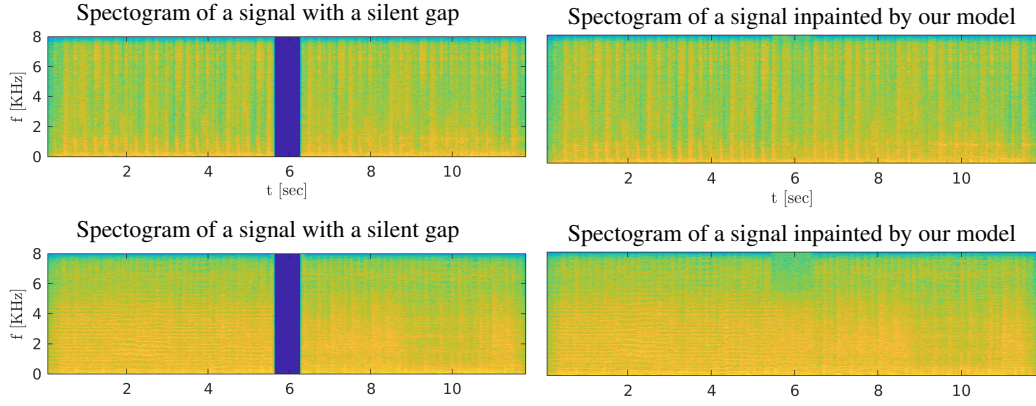 Spectogram of a signal with a silent gap
8
6
4
2
0
f [KHz]
2 4 6 8 10
t [sec]
Spectogram of a signal inpainted by our model
2 4 6 8 10
t [sec]
Spectogram of a signal with a silent gap
8
6
4
2
0
f [KHz]
2 4 6 8 10
Spectogram of a signal inpainted by our model
2 4 6 8 10